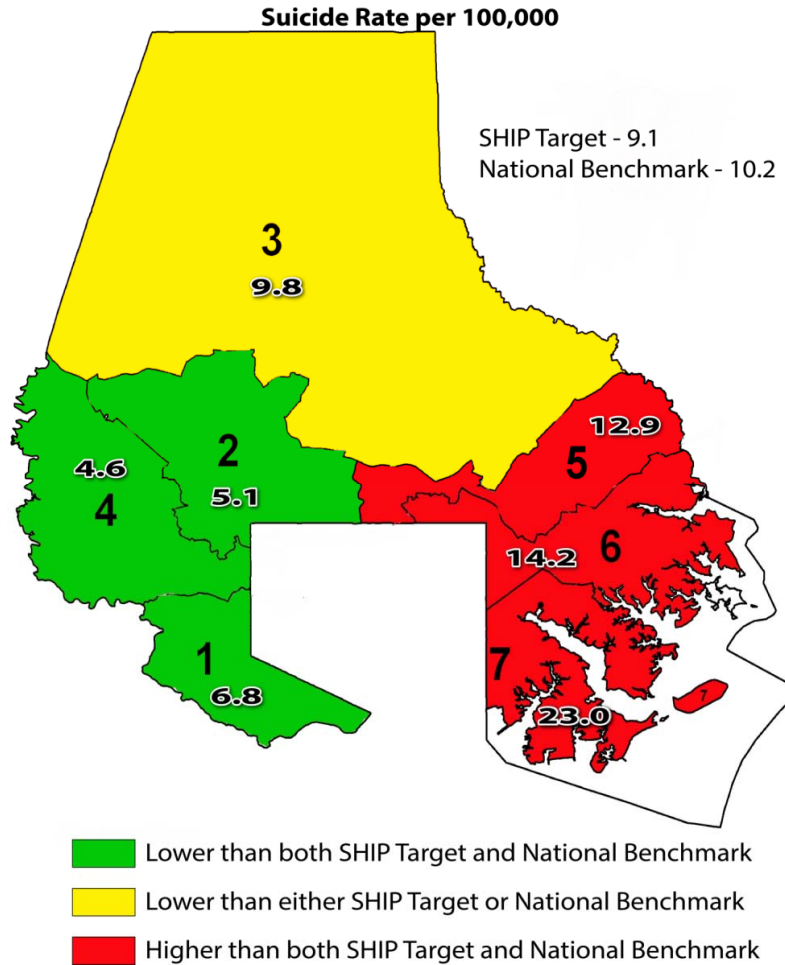 Suicide Rate per 100,000
SHIP Target - 9.1
National Benchmark - 10.2
3
9.8
12.9
5
2
4.6
5.1
4
6
14.2
1
7
6.8
7
23.0
Lower than both SHIP Target and National Benchmark
Lower than either SHIP Target or National Benchmark
Higher than both SHIP Target and National Benchmark